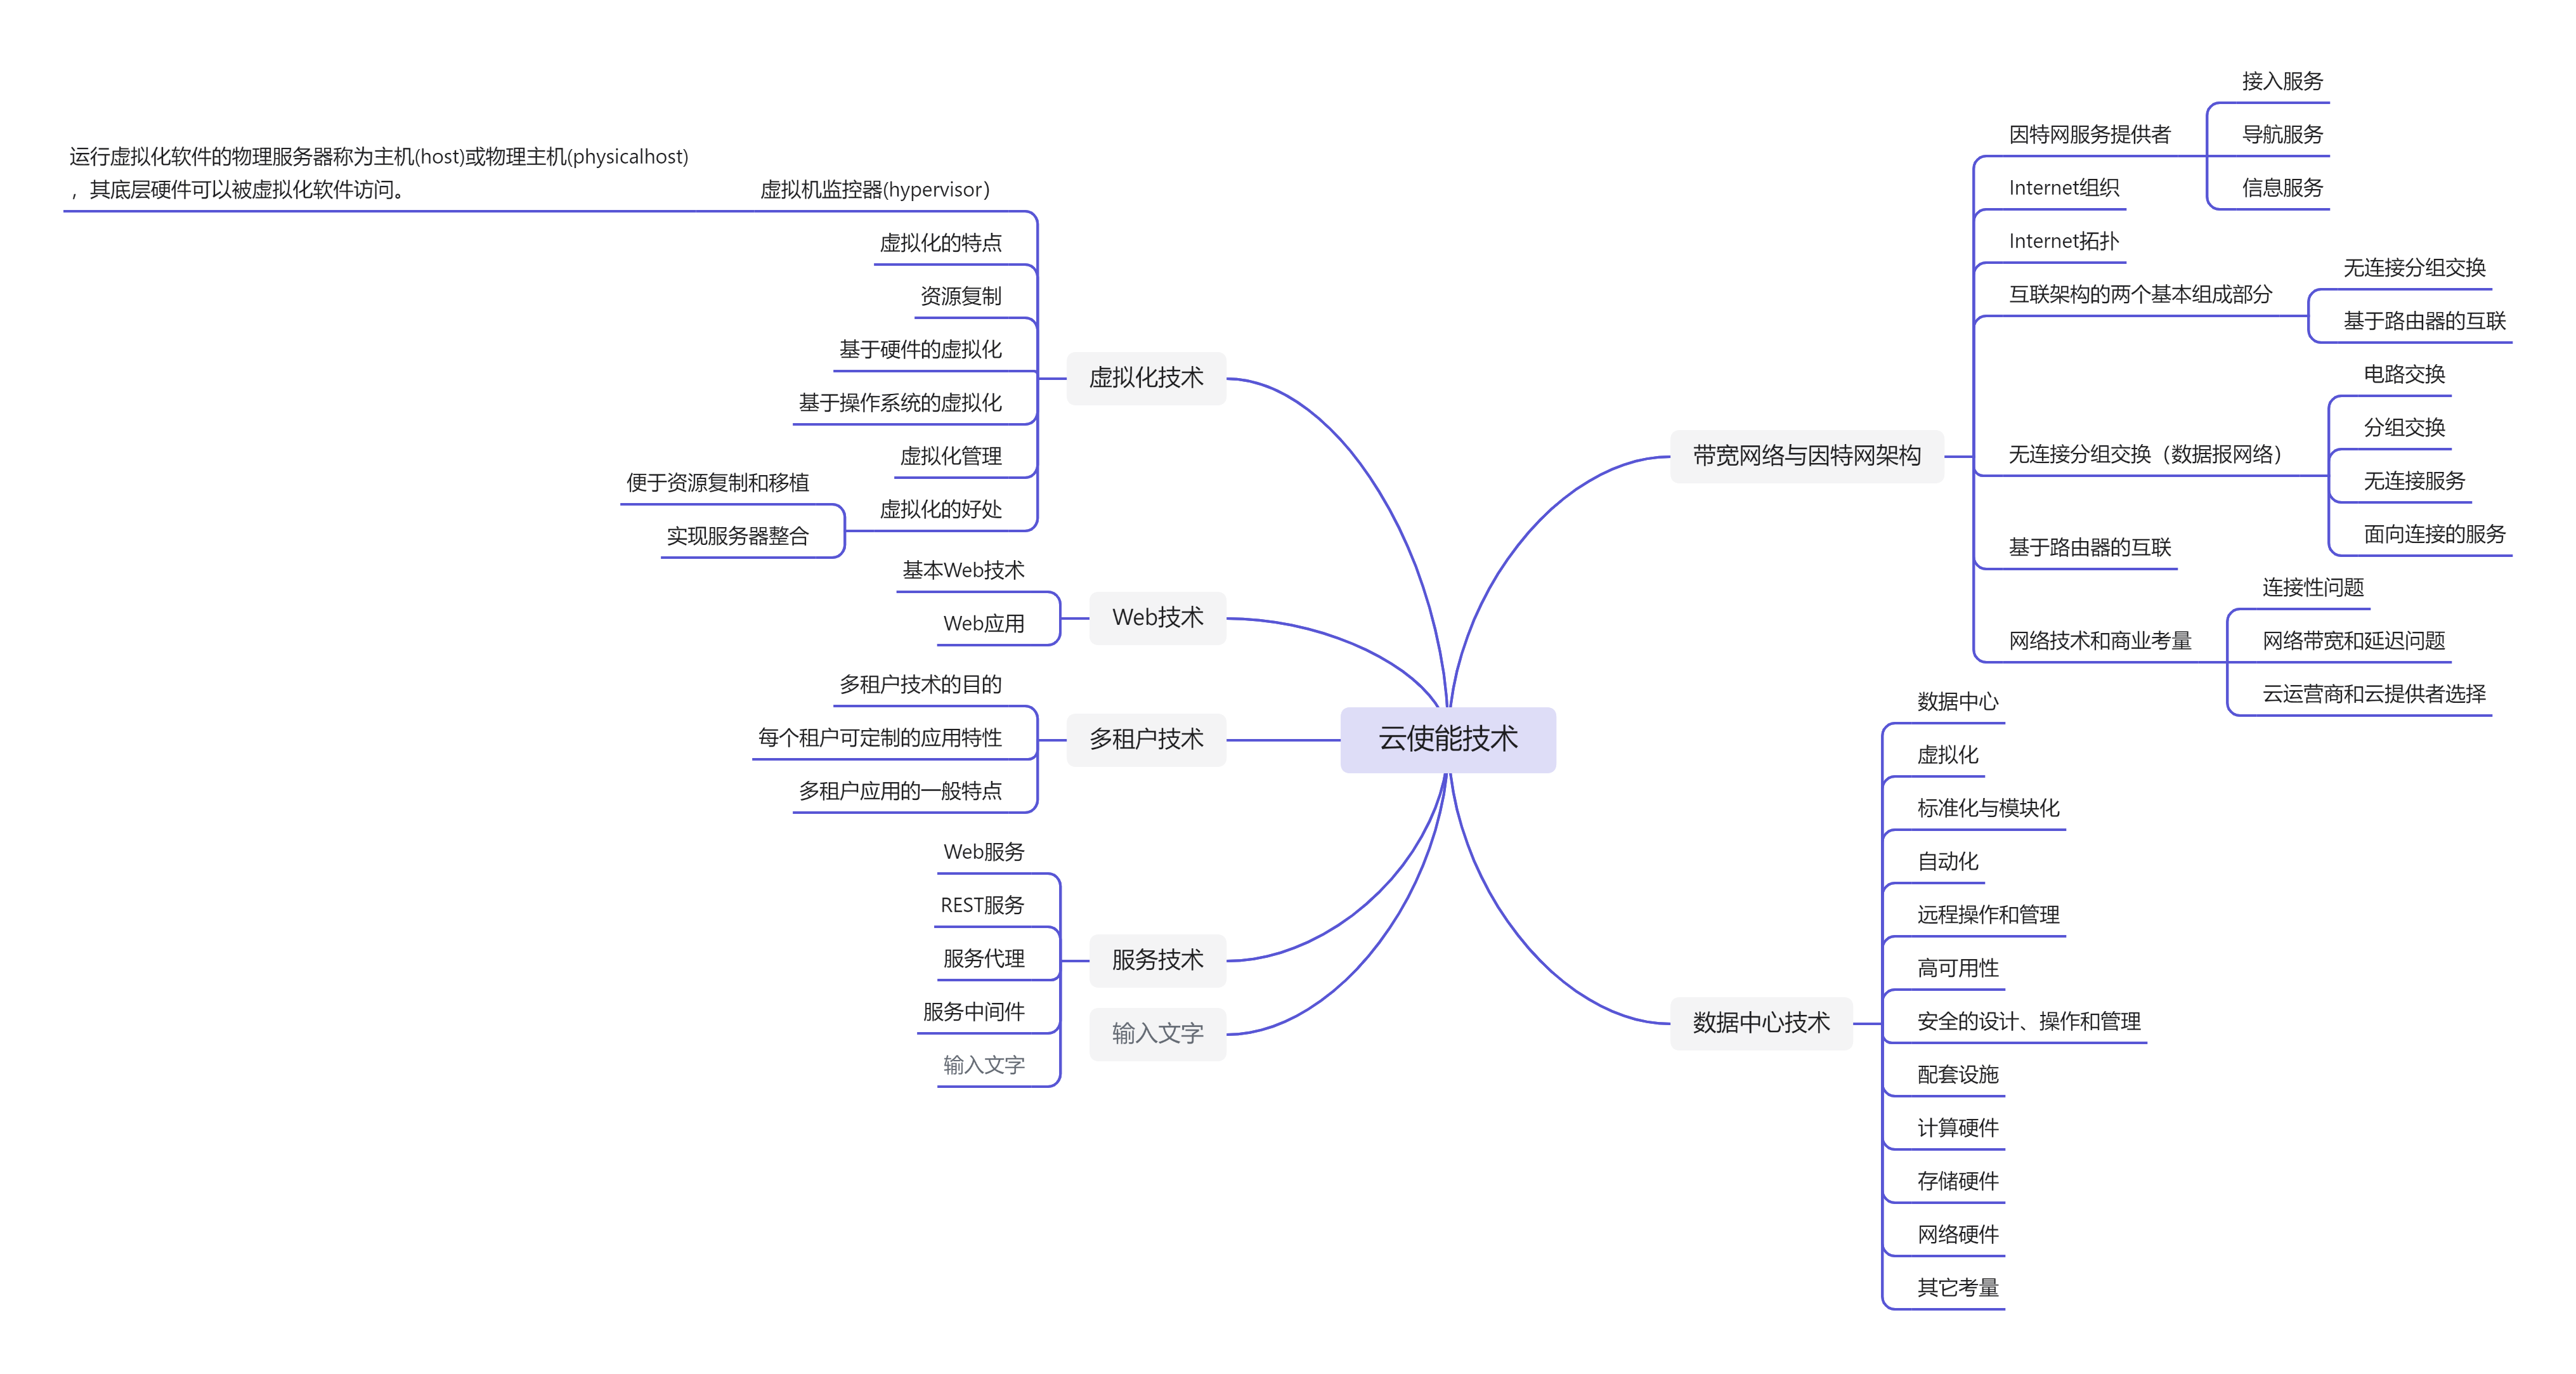 云使能技术
带宽网络与因特网架构
因特网服务提供者
接入服务
导航服务
信息服务
Internet组织
Internet拓扑
互联架构的两个基本组成部分
无连接分组交换
基于路由器的互联
无连接分组交换（数据报网络）
电路交换
分组交换
无连接服务
面向连接的服务
基于路由器的互联
网络技术和商业考量
连接性问题
网络带宽和延迟问题
云运营商和云提供者选择
数据中心技术
数据中心
虚拟化
标准化与模块化
自动化
远程操作和管理
高可用性
安全的设计、操作和管理
配套设施
计算硬件
存储硬件
网络硬件
其它考量
虚拟化技术
虚拟机监控器(hypervisor）
运行虚拟化软件的物理服务器称为主机(host)或物理主机(physicalhost)
，其底层硬件可以被虚拟化软件访问。
虚拟化的特点
资源复制
基于硬件的虚拟化
基于操作系统的虚拟化
虚拟化管理
虚拟化的好处
便于资源复制和移植
实现服务器整合
Web技术
基本Web技术
Web应用
多租户技术
多租户技术的目的
每个租户可定制的应用特性
多租户应用的一般特点
服务技术
Web服务
REST服务
服务代理
服务中间件
输入文字
输入文字